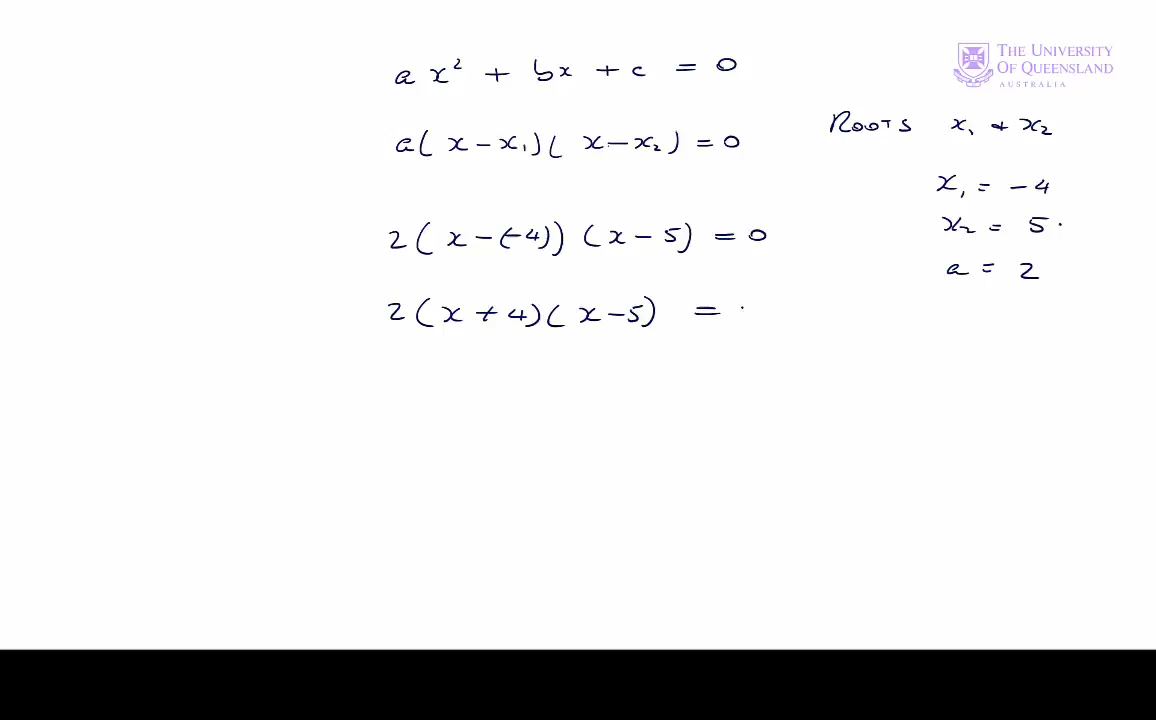 THE UNIVERSITY
OF QUEENSLAND
AUSTRALIA
a x² + bx + c = 0
ROOTS x₁ & x₂
a(x - x₁)(x - x₂) = 0
x₁ = -4
x₂ = 5.
2(x - (-4))(x - 5) = 0
a = 2
2(x + 4)(x - 5) =